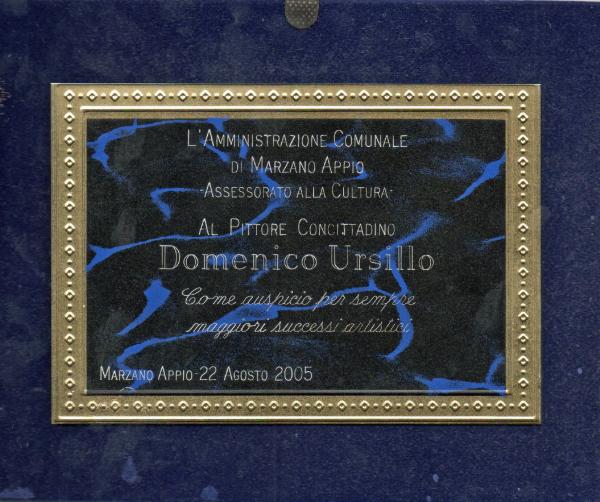 L'Amministrazione Comunale
di Marzano Appio
-Assessorato alla Cultura-
Al Pittore Concittadino
Domenico Ursillo
Come auspicio per sempre
maggiori successi artistici
Marzano Appio-22 Agosto 2005